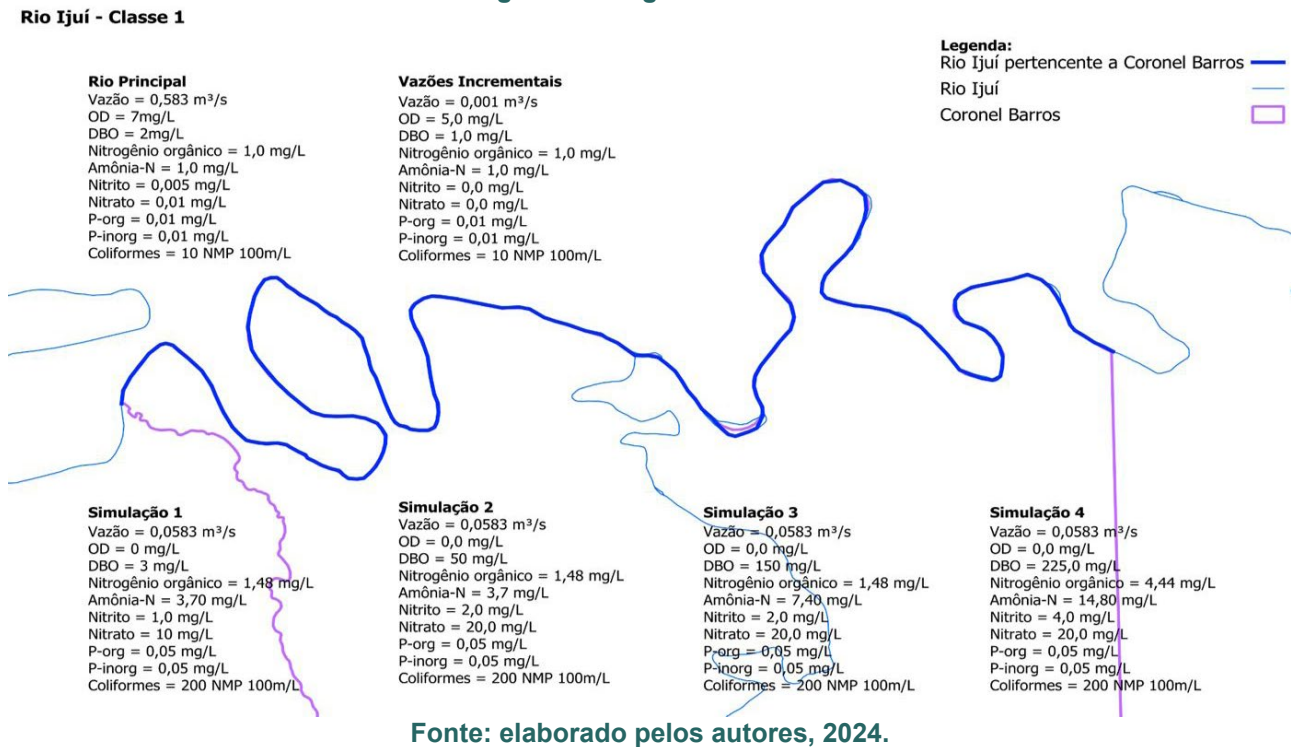 Rio Ijuí - Classe 1
Legenda:
Rio Ijuí pertencente a Coronel Barros
Rio Ijuí
Coronel Barros
Rio Principal
Vazão = 0,583 m³/s
OD = 7mg/L
DBO = 2mg/L
Nitrogênio orgânico = 1,0 mg/L
Amônia-N = 1,0 mg/L
Nitrito = 0,005 mg/L
Nitrato = 0,01 mg/L
P-org = 0,01 mg/L
P-inorg = 0,01 mg/L
Coliformes = 10 NMP 100m/L
Vazões Incrementais
Vazão = 0,001 m³/s
OD = 5,0 mg/L
DBO = 1,0 mg/L
Nitrogênio orgânico = 1,0 mg/L
Amônia-N = 1,0 mg/L
Nitrito = 0,0 mg/L
Nitrato = 0,0 mg/L
P-org = 0,01 mg/L
P-inorg = 0,01 mg/L
Coliformes = 10 NMP 100m/L
Simulação 1
Vazão = 0,0583 m³/s
OD = 0 mg/L
DBO = 3 mg/L
Nitrogênio orgânico = 1,48 mg/L
Amônia-N = 3,70 mg/L
Nitrito = 1,0 mg/L
Nitrato = 10 mg/L
P-org = 0,05 mg/L
P-inorg = 0,05 mg/L
Coliformes = 200 NMP 100m/L
Simulação 2
Vazão = 0,0583 m³/s
OD = 0,0 mg/L
DBO = 50 mg/L
Nitrogênio orgânico = 1,48 mg/L
Amônia-N = 3,7 mg/L
Nitrito = 2,0 mg/L
Nitrato = 20,0 mg/L
P-org = 0,05 mg/L
P-inorg = 0,05 mg/L
Coliformes = 200 NMP 100m/L
Simulação 3
Vazão = 0,0583 m³/s
OD = 0,0 mg/L
DBO = 150 mg/L
Nitrogênio orgânico = 1,48 mg/L
Amônia-N = 7,40 mg/L
Nitrito = 2,0 mg/L
Nitrato = 20,0 mg/L
P-org = 0,05 mg/L
P-inorg = 0,05 mg/L
Coliformes = 200 NMP 100m/L
Simulação 4
Vazão = 0,0583 m³/s
OD = 0,0 mg/L
DBO = 225,0 mg/L
Nitrogênio orgânico = 4,44 mg/L
Amônia-N = 14,80 mg/L
Nitrito = 4,0 mg/L
Nitrato = 20,0 mg/L
P-org = 0,05 mg/L
P-inorg = 0,05 mg/L
Coliformes = 200 NMP 100m/L
Fonte: elaborado pelos autores, 2024.